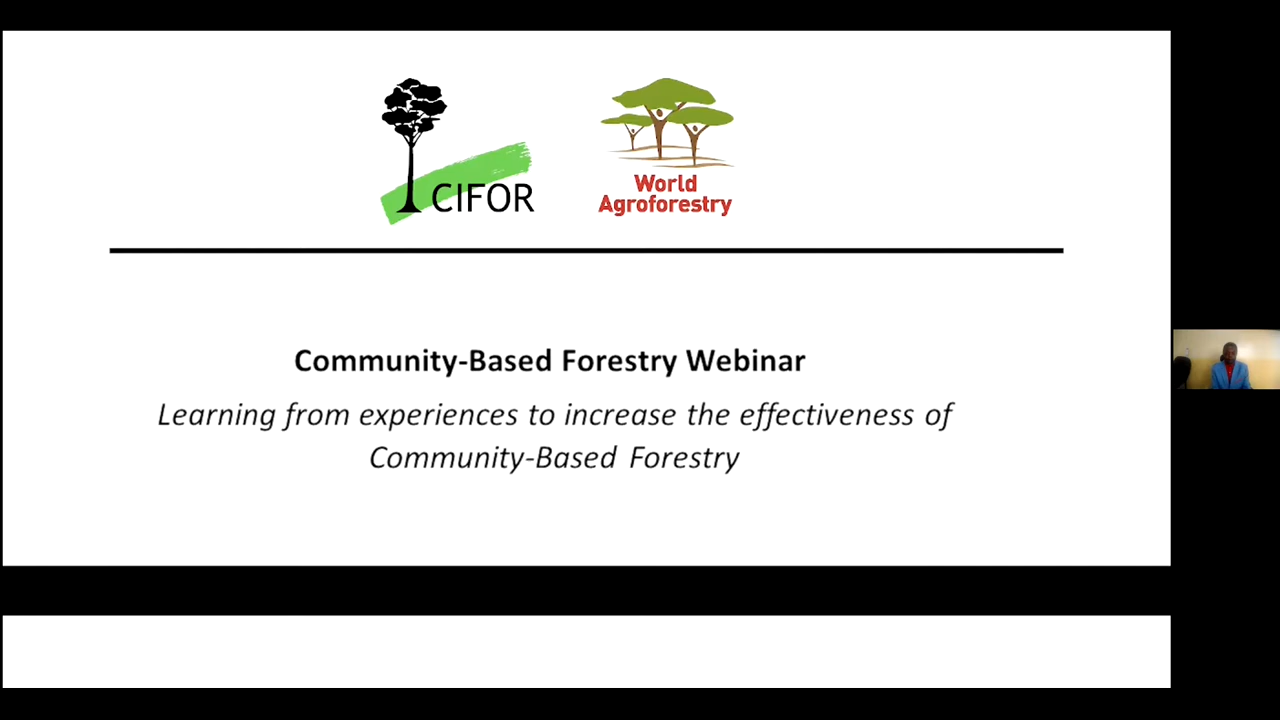 CIFOR
World
Agroforestry
Community-Based Forestry Webinar
Learning from experiences to increase the effectiveness of
Community-Based Forestry